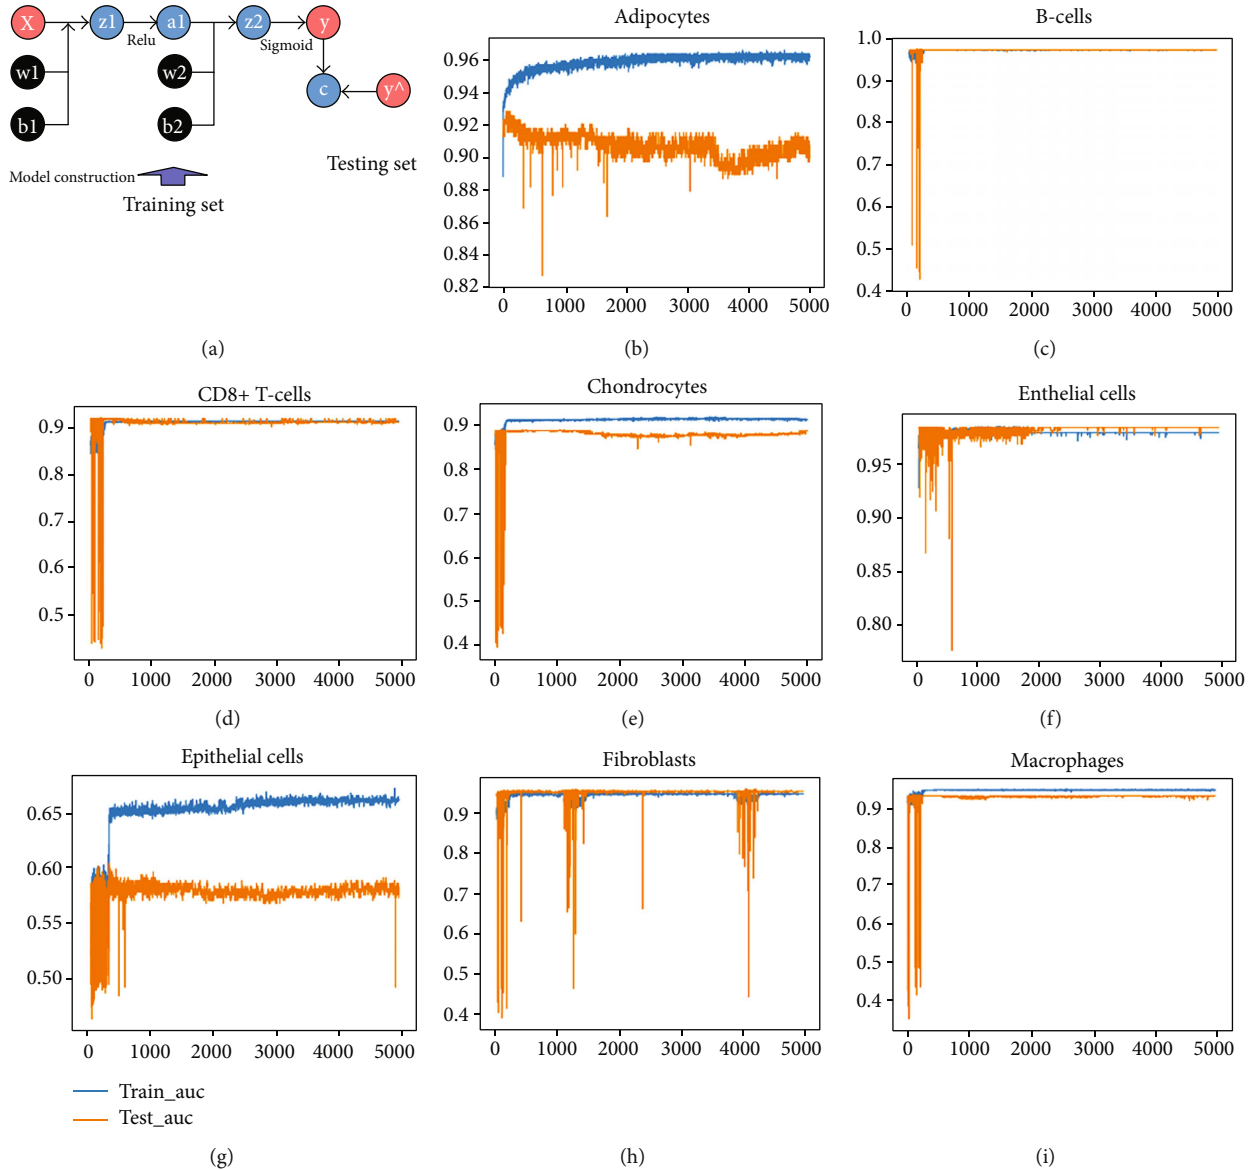 X
z1
a1
z2
y
Relu
Sigmoid
w1
w2
c
y^
b1
b2
Model construction
Training set
Testing set
(a)
Adipocytes
0.96
0.94
0.92
0.90
0.88
0.86
0.84
0.82
0 1000 2000 3000 4000 5000
(b)
B-cells
1.0
0.9
0.8
0.7
0.6
0.5
0.4
0 1000 2000 3000 4000 5000
(c)
CD8+ T-cells
0.9
0.8
0.7
0.6
0.5
0 1000 2000 3000 4000 5000
(d)
Chondrocytes
0.9
0.8
0.7
0.6
0.5
0.4
0 1000 2000 3000 4000 5000
(e)
Enthelial cells
0.95
0.90
0.85
0.80
0 1000 2000 3000 4000 5000
(f)
Epithelial cells
0.65
0.60
0.55
0.50
0 1000 2000 3000 4000 5000
Train_auc
Test_auc
(g)
Fibroblasts
0.9
0.8
0.7
0.6
0.5
0.4
0 1000 2000 3000 4000 5000
(h)
Macrophages
0.9
0.8
0.7
0.6
0.5
0.4
0 1000 2000 3000 4000 5000
(i)